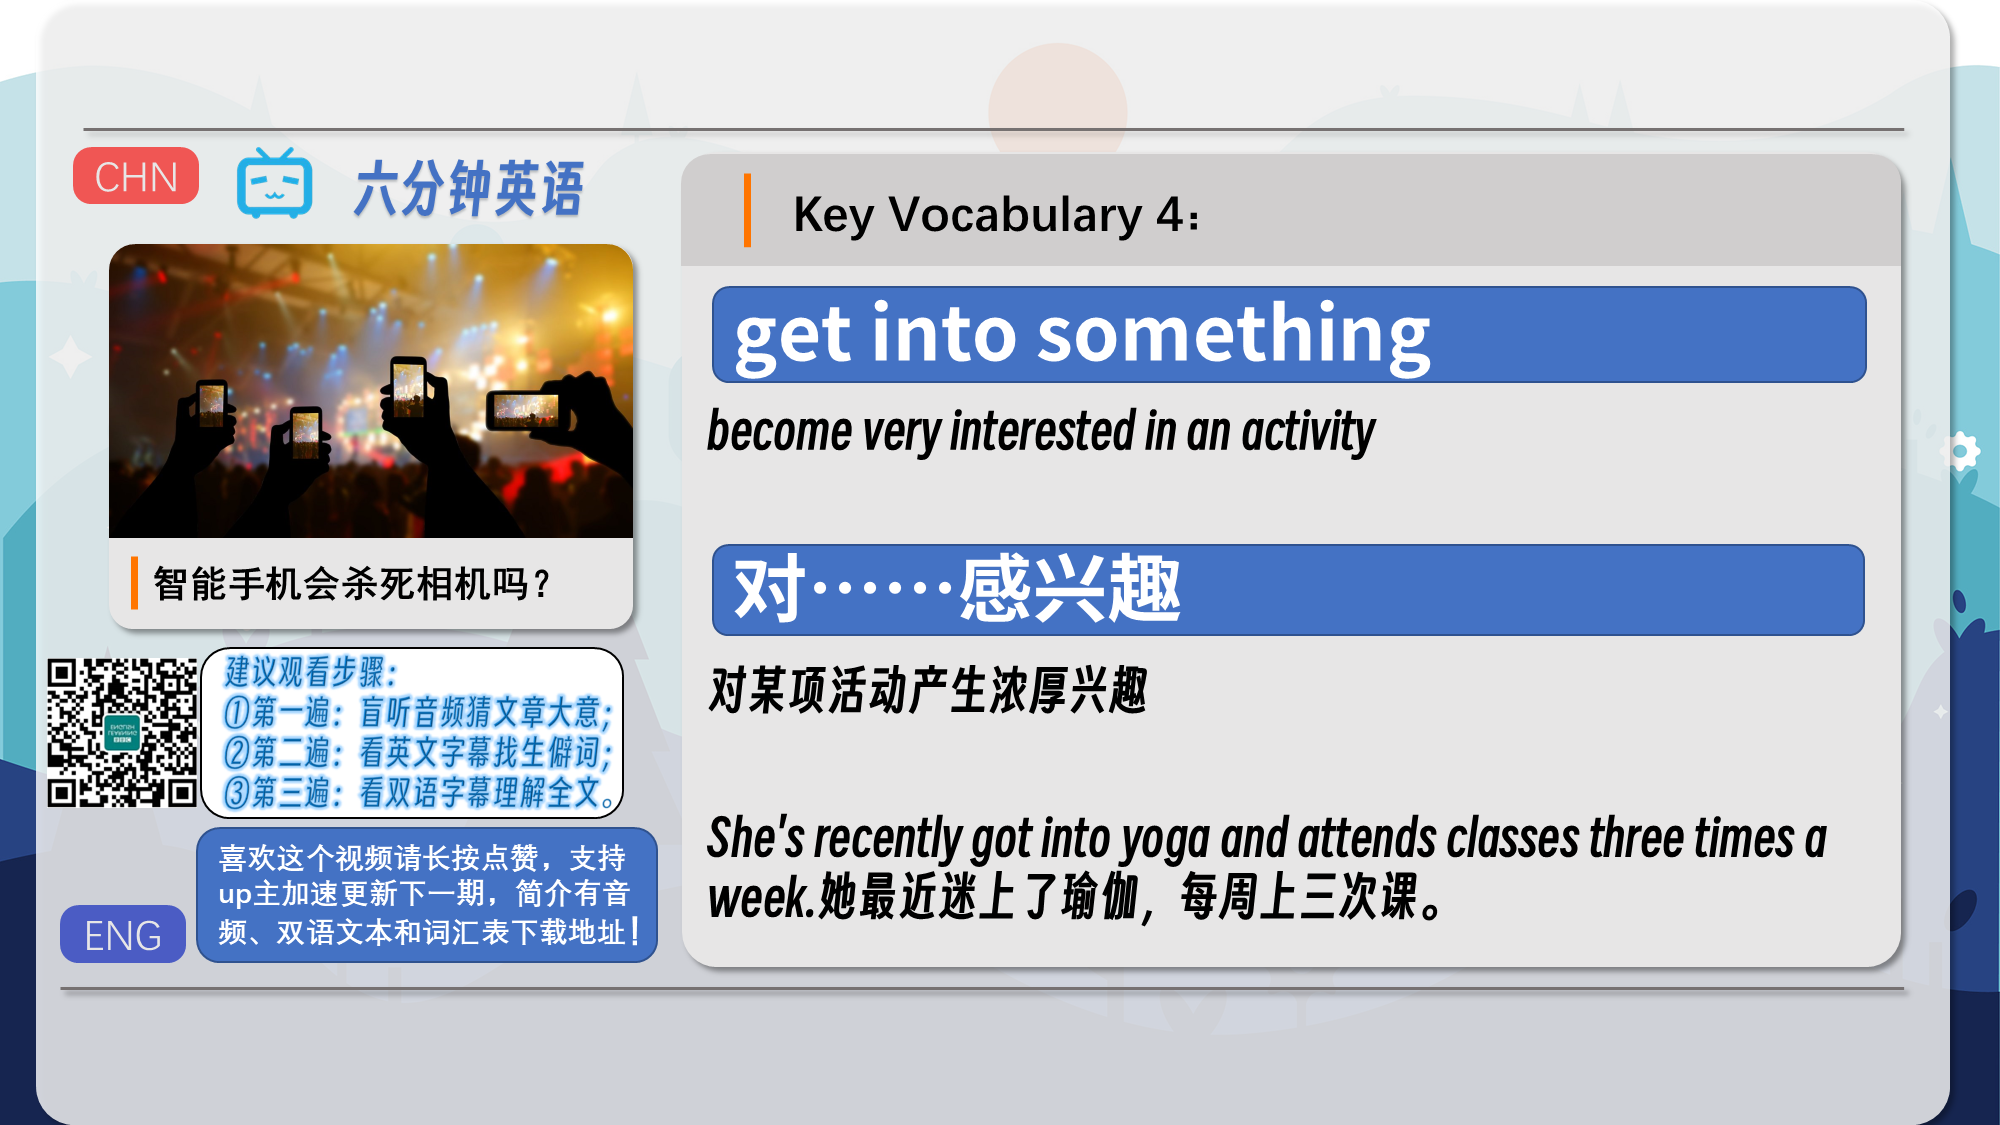 CHN
六分钟英语
智能手机会杀死相机吗？
建议观看步骤：
①第一遍：盲听音频猜文章大意；
②第二遍：看英文字幕找生僻词；
③第三遍：看双语字幕理解全文。
喜欢这个视频请长按点赞，支持
up主加速更新下一期，简介有音
频、双语文本和词汇表下载地址！
ENG
Key Vocabulary 4：
get into something
become very interested in an activity
对······感兴趣
对某项活动产生浓厚兴趣
She's recently got into yoga and attends classes three times a
week.她最近迷上了瑜伽，每周上三次课。